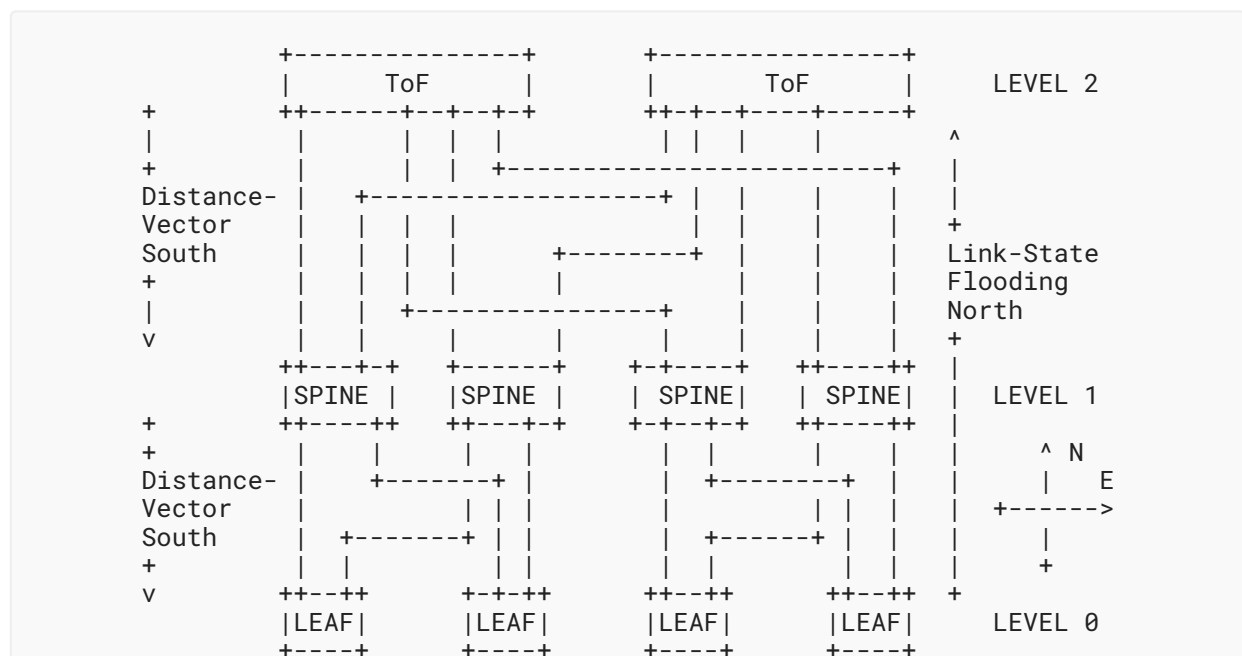 ToF ToF LEVEL 2
Distance-
Vector
South Link-State
Flooding
North
v
SPINE SPINE SPINE SPINE LEVEL 1
N
Distance- E
Vector
South
v
LEAF LEAF LEAF LEAF LEVEL 0